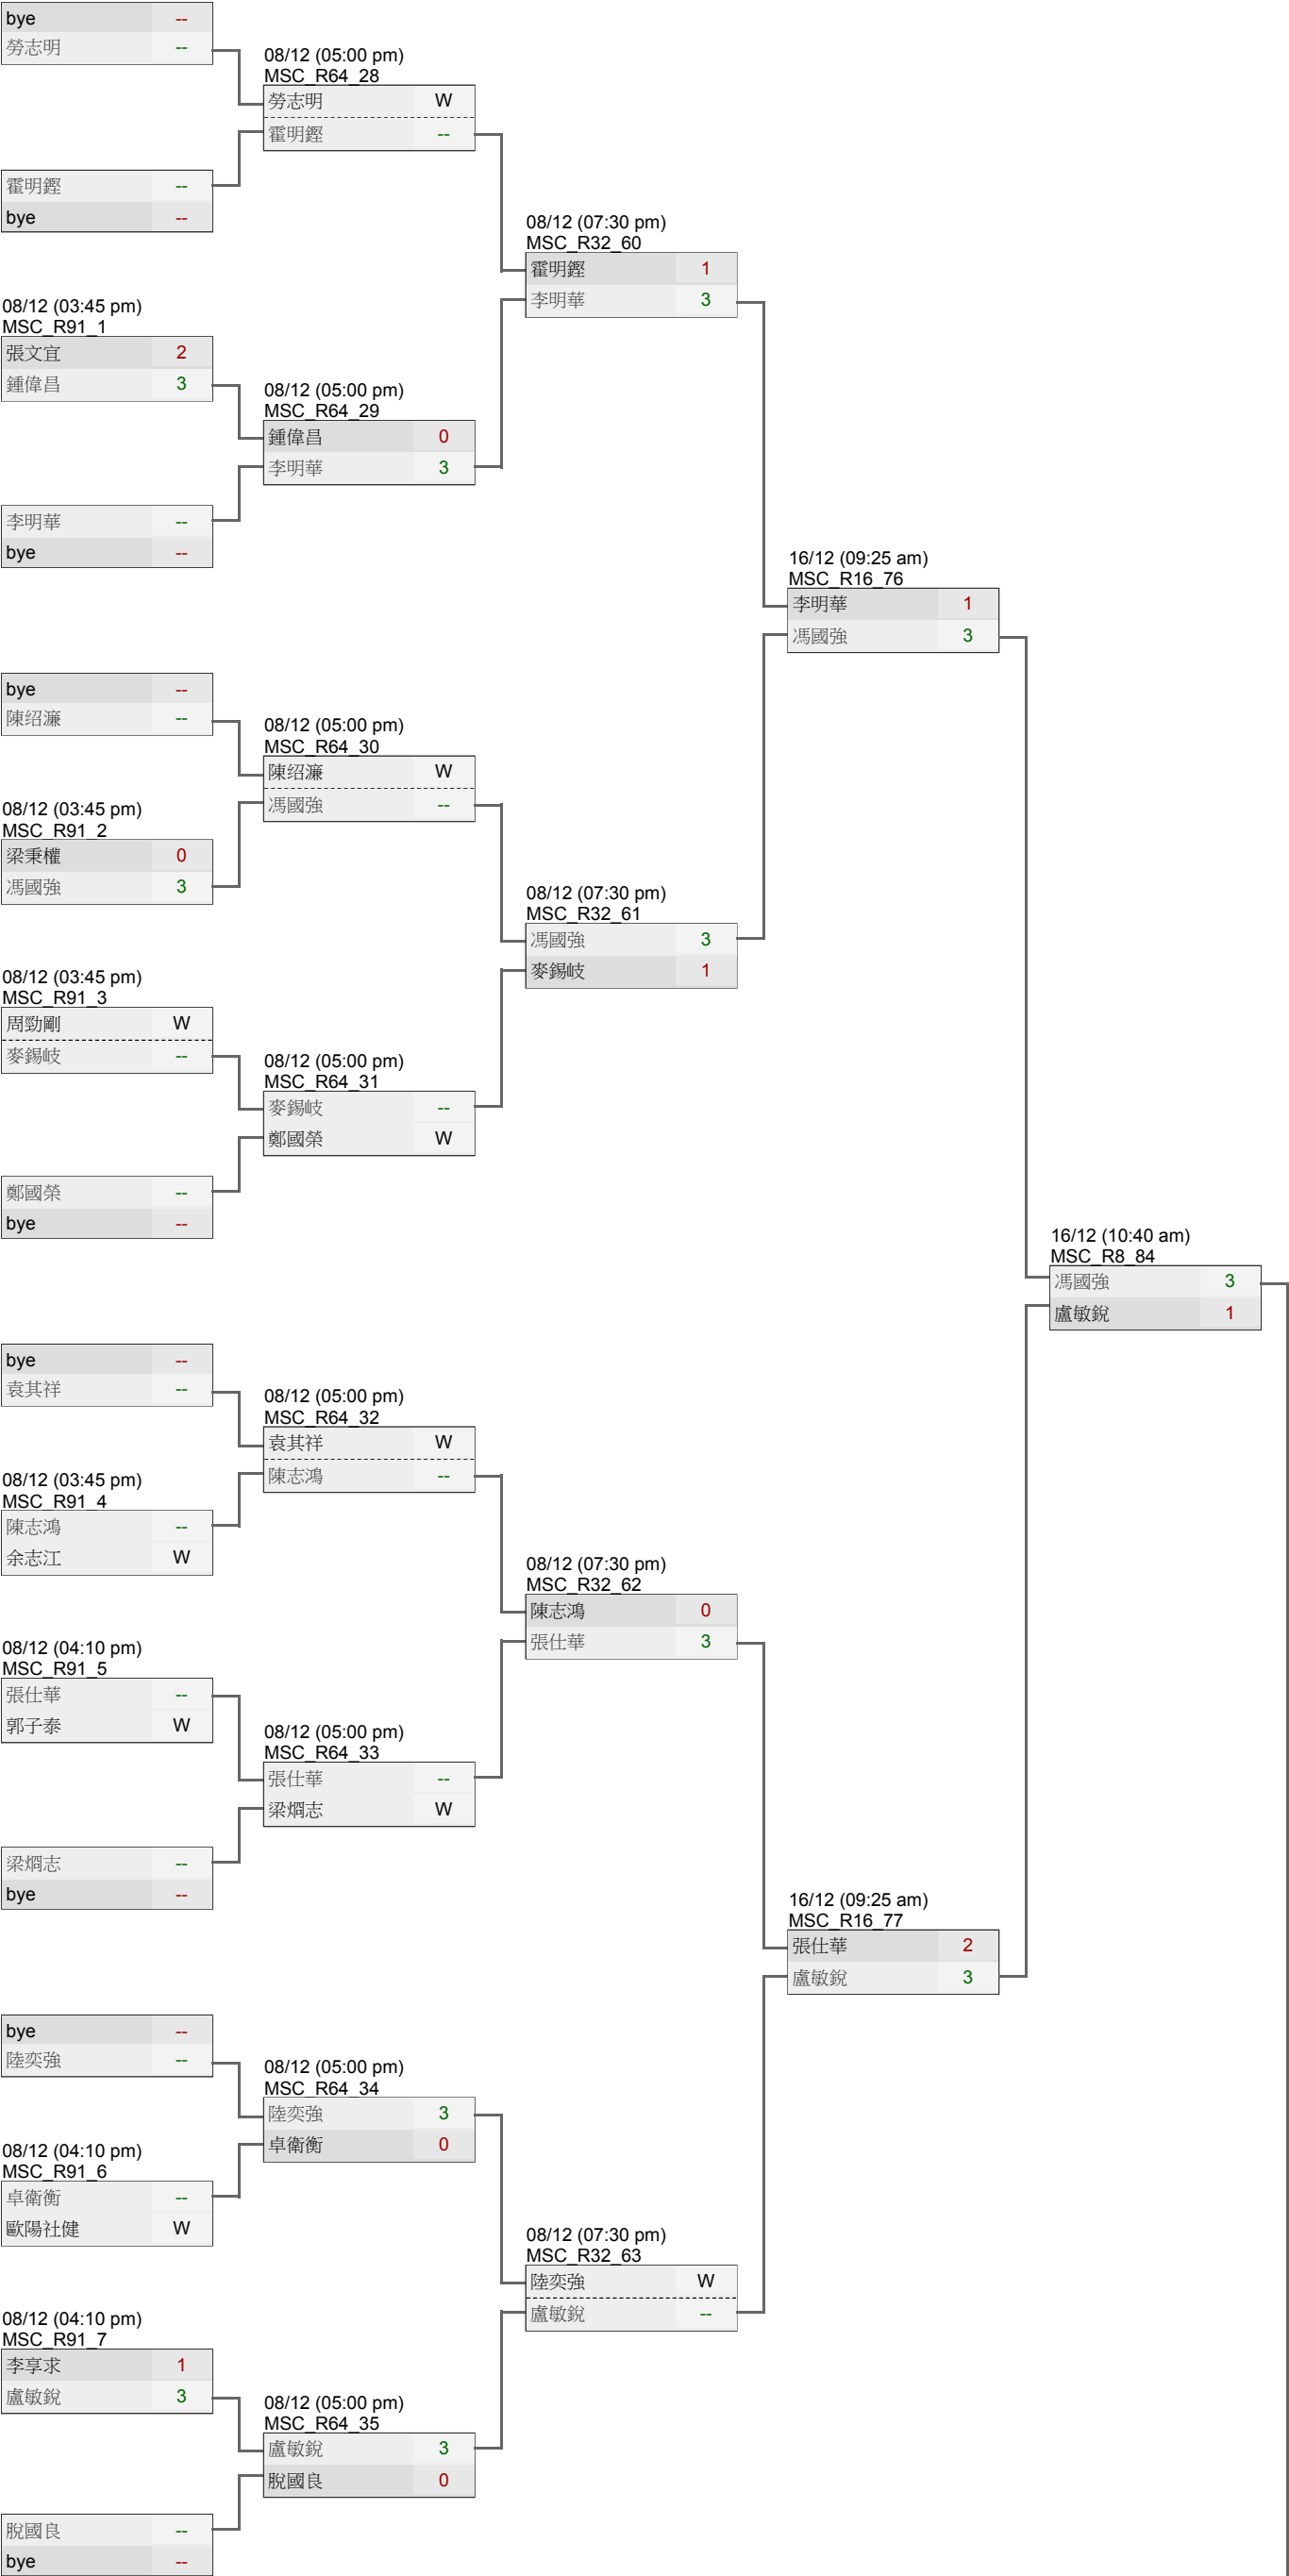 bye --
勞志明 --
08/12 (05:00 pm)
MSC_R64_28
勞志明 W
霍明鏗 --
霍明鏗 --
bye --
08/12 (07:30 pm)
MSC_R32_60
霍明鏗 1
李明華 3
08/12 (03:45 pm)
MSC_R91_1
張文宜 2
鍾偉昌 3
08/12 (05:00 pm)
MSC_R64_29
鍾偉昌 0
李明華 3
李明華 --
bye --
16/12 (09:25 am)
MSC_R16_76
李明華 1
馮國強 3
bye --
陳绍濂 --
08/12 (05:00 pm)
MSC_R64_30
陳绍濂 W
馮國強 --
08/12 (03:45 pm)
MSC_R91_2
梁秉權 0
馮國強 3
08/12 (07:30 pm)
MSC_R32_61
馮國強 3
麥錫岐 1
08/12 (03:45 pm)
MSC_R91_3
周勁剛 W
麥錫岐 --
08/12 (05:00 pm)
MSC_R64_31
麥錫岐 --
鄭國榮 W
鄭國榮 --
bye --
16/12 (10:40 am)
MSC_R8_84
馮國強 3
盧敏銳 1
bye --
袁其祥 --
08/12 (05:00 pm)
MSC_R64_32
袁其祥 W
陳志鴻 --
08/12 (03:45 pm)
MSC_R91_4
陳志鴻 --
余志江 W
08/12 (07:30 pm)
MSC_R32_62
陳志鴻 0
張仕華 3
08/12 (04:10 pm)
MSC_R91_5
張仕華 --
郭子泰 W
08/12 (05:00 pm)
MSC_R64_33
張仕華 --
梁焗志 W
梁焗志 --
bye --
16/12 (09:25 am)
MSC_R16_77
張仕華 2
盧敏銳 3
bye --
陸奕強 --
08/12 (05:00 pm)
MSC_R64_34
陸奕強 3
卓衛衡 0
08/12 (04:10 pm)
MSC_R91_6
卓衛衡 --
歐陽社健 W
08/12 (07:30 pm)
MSC_R32_63
陸奕強 W
盧敏銳 --
08/12 (04:10 pm)
MSC_R91_7
李享求 1
盧敏銳 3
08/12 (05:00 pm)
MSC_R64_35
盧敏銳 3
脫國良 0
脫國良 --
bye --